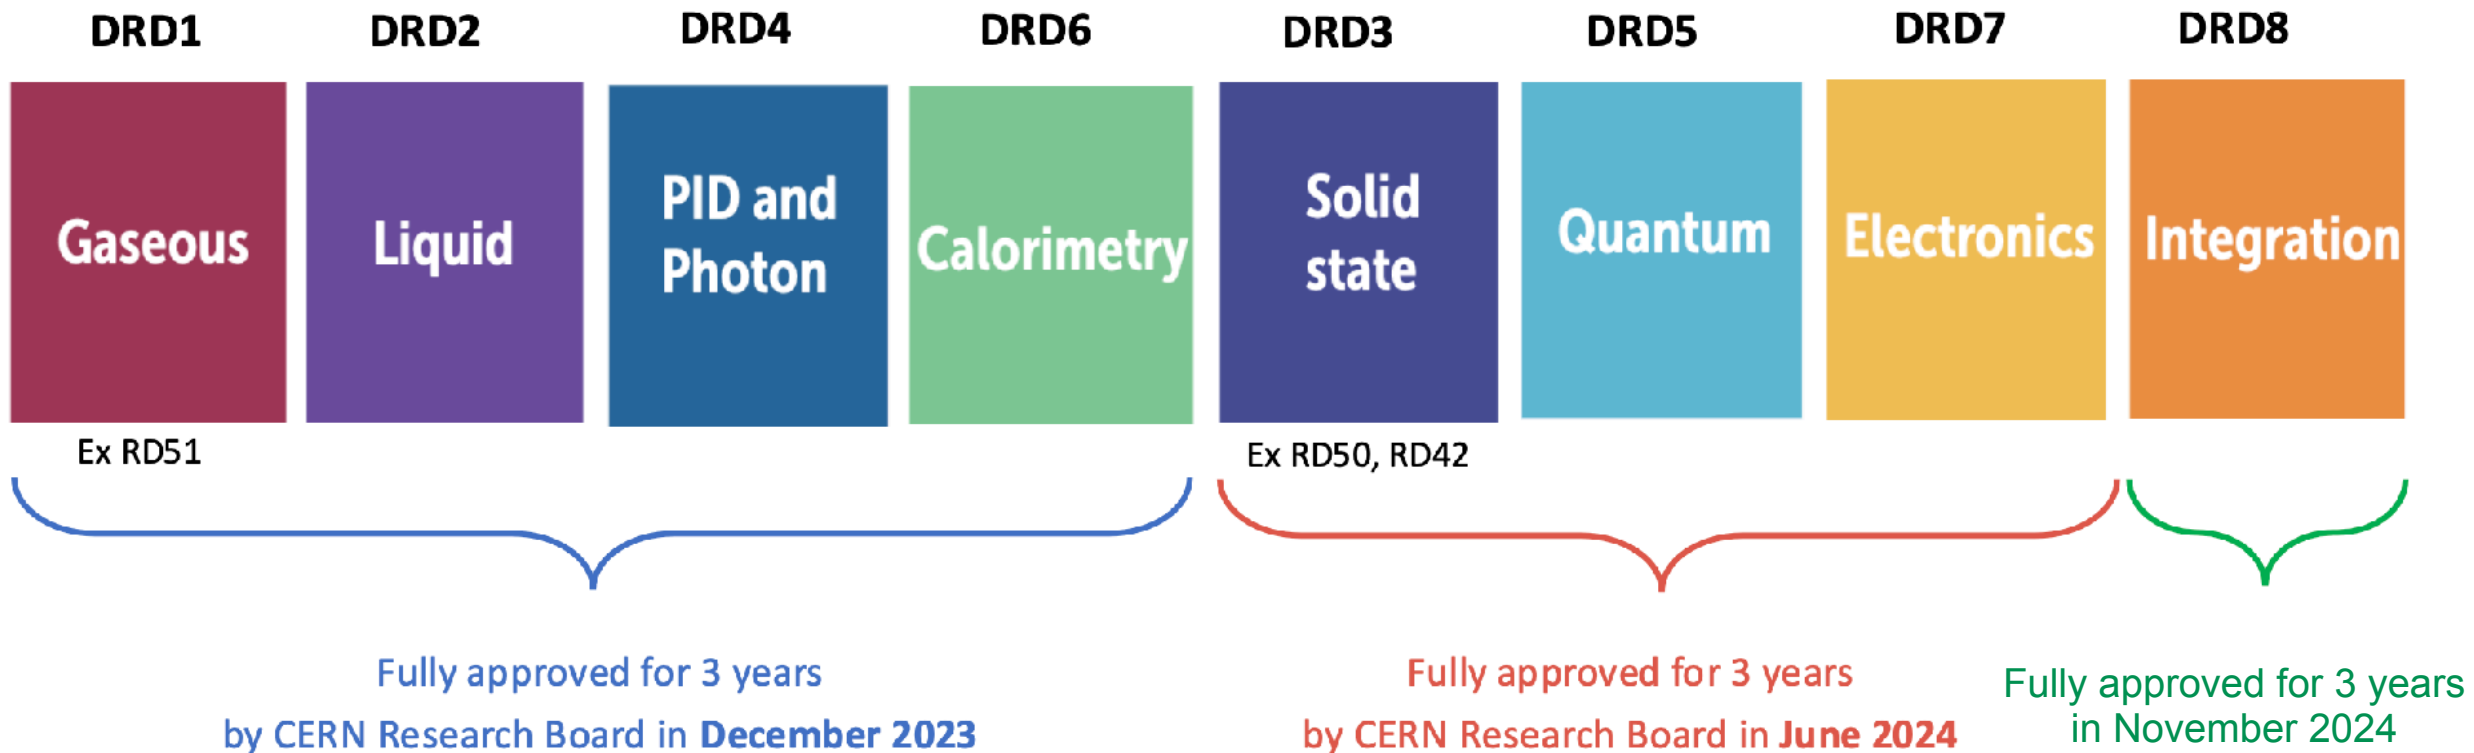 DRD1
DRD2
DRD4
DRD6
DRD3
DRD5
DRD7
DRD8
Gaseous
Liquid
PID and
Photon
Calorimetry
Solid
state
Quantum
Electronics
Integration
Ex RD51
Ex RD50, RD42
Fully approved for 3 years
by CERN Research Board in December 2023
Fully approved for 3 years
by CERN Research Board in June 2024
Fully approved for 3 years
in November 2024